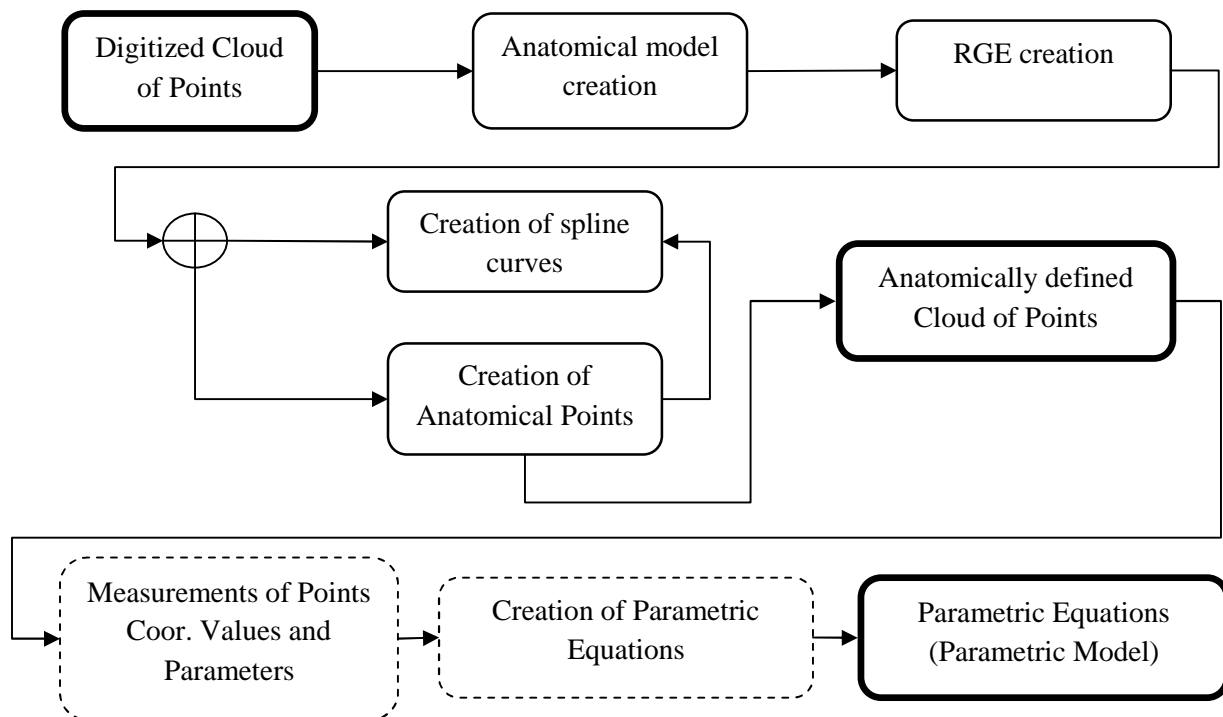 Digitized Cloud
of Points
Anatomical model
creation
RGE creation
Creation of spline
curves
Anatomically defined
Cloud of Points
Creation of
Anatomical Points
Measurements of Points
Coor. Values and
Parameters
Creation of Parametric
Equations
Parametric Equations
(Parametric Model)